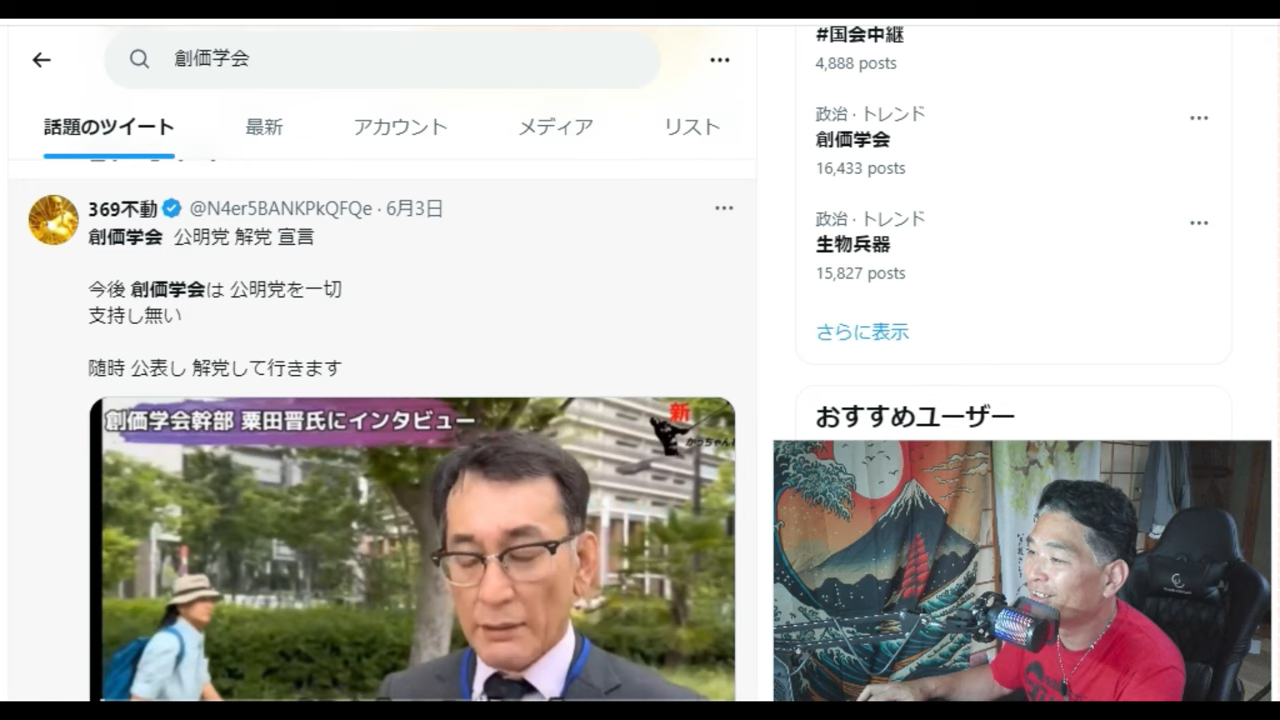 創価学会
話題のツイート
最新
アカウント
メディア
リスト
369不動 @N4er5BANKPkQFQe · 6月3日
創価学会 公明党 解党 宣言
今後 創価学会は 公明党を一切
支持し無い
随時 公表し 解党して行きます
創価学会幹部 粟田晋氏にインタビュー
新
かっちゃんね
#国会中継
4,888 posts
政治 · トレンド
創価学会
16,433 posts
政治 · トレンド
生物兵器
15,827 posts
さらに表示
おすすめユーザー